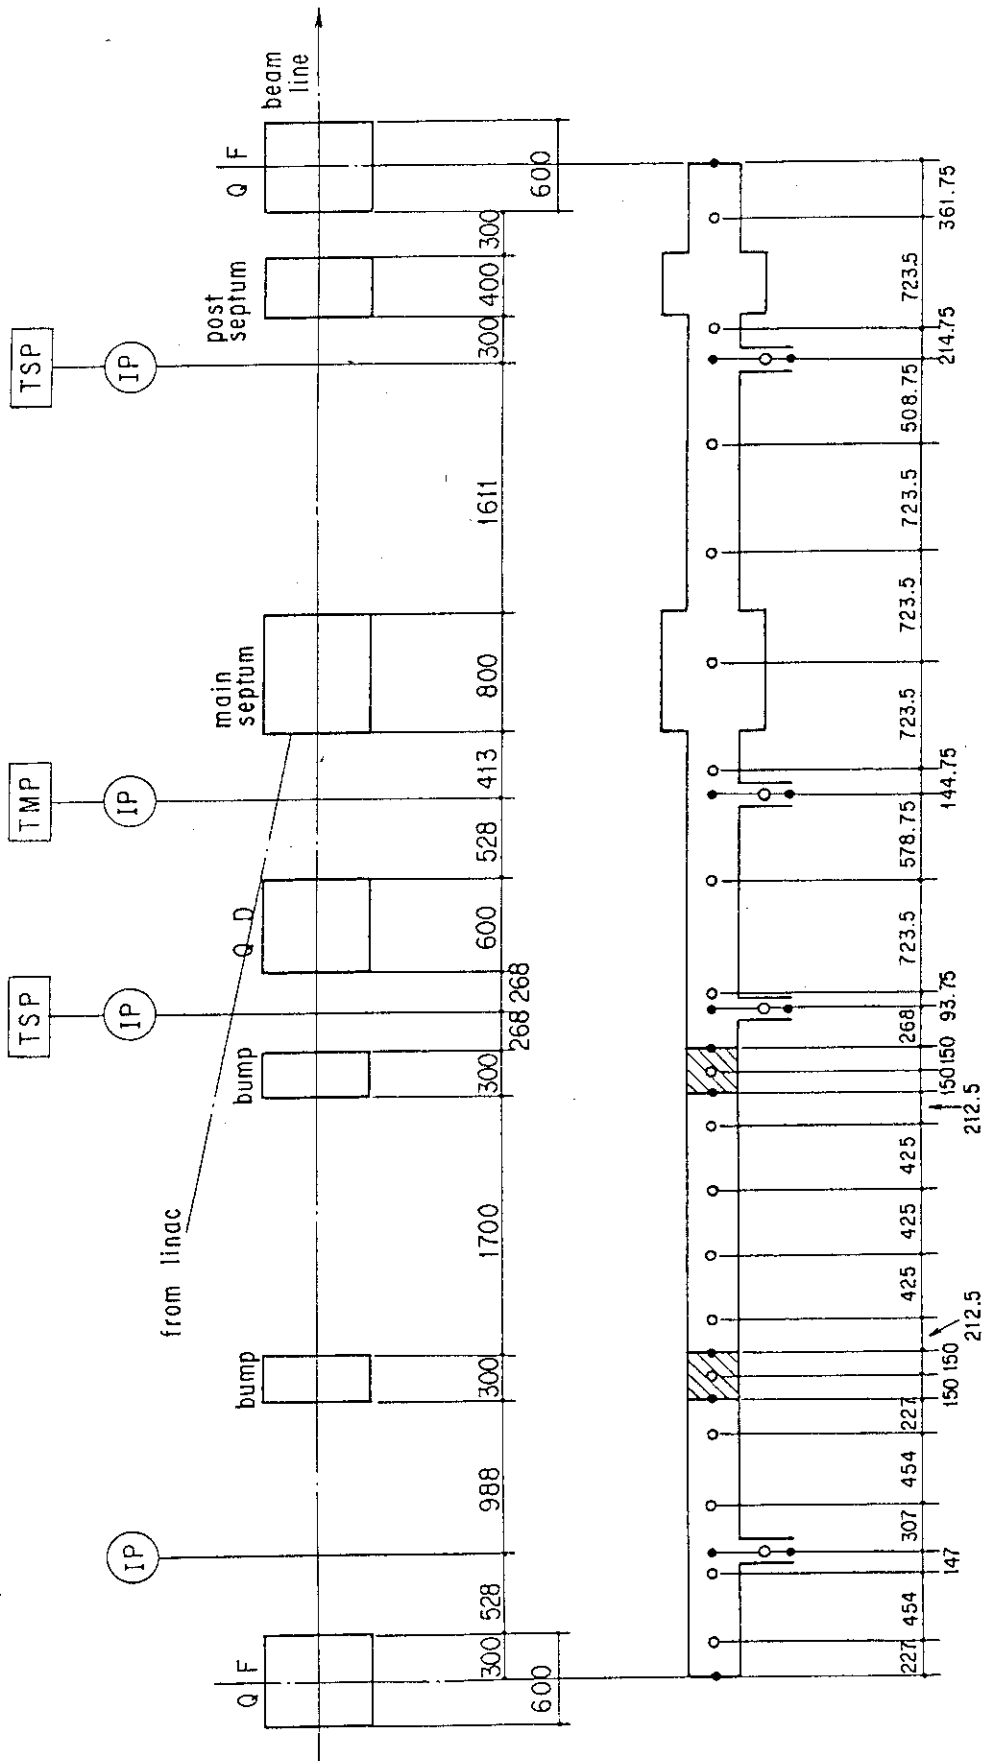 TSP TMP TSP
IP IP IP IP
from linac
Q F bump bump Q D main septum post septum Q F beam line
300 528 988 300 1700 300 268 268 600 528 413 800 1611 300 400 300
600 600
227 454 307 454 227 425 425 425 268 723.5 578.75 723.5 723.5 723.5 508.75 723.5
147 150 150 150 150 93.75 144.75 214.75 361.75
212.5 212.5